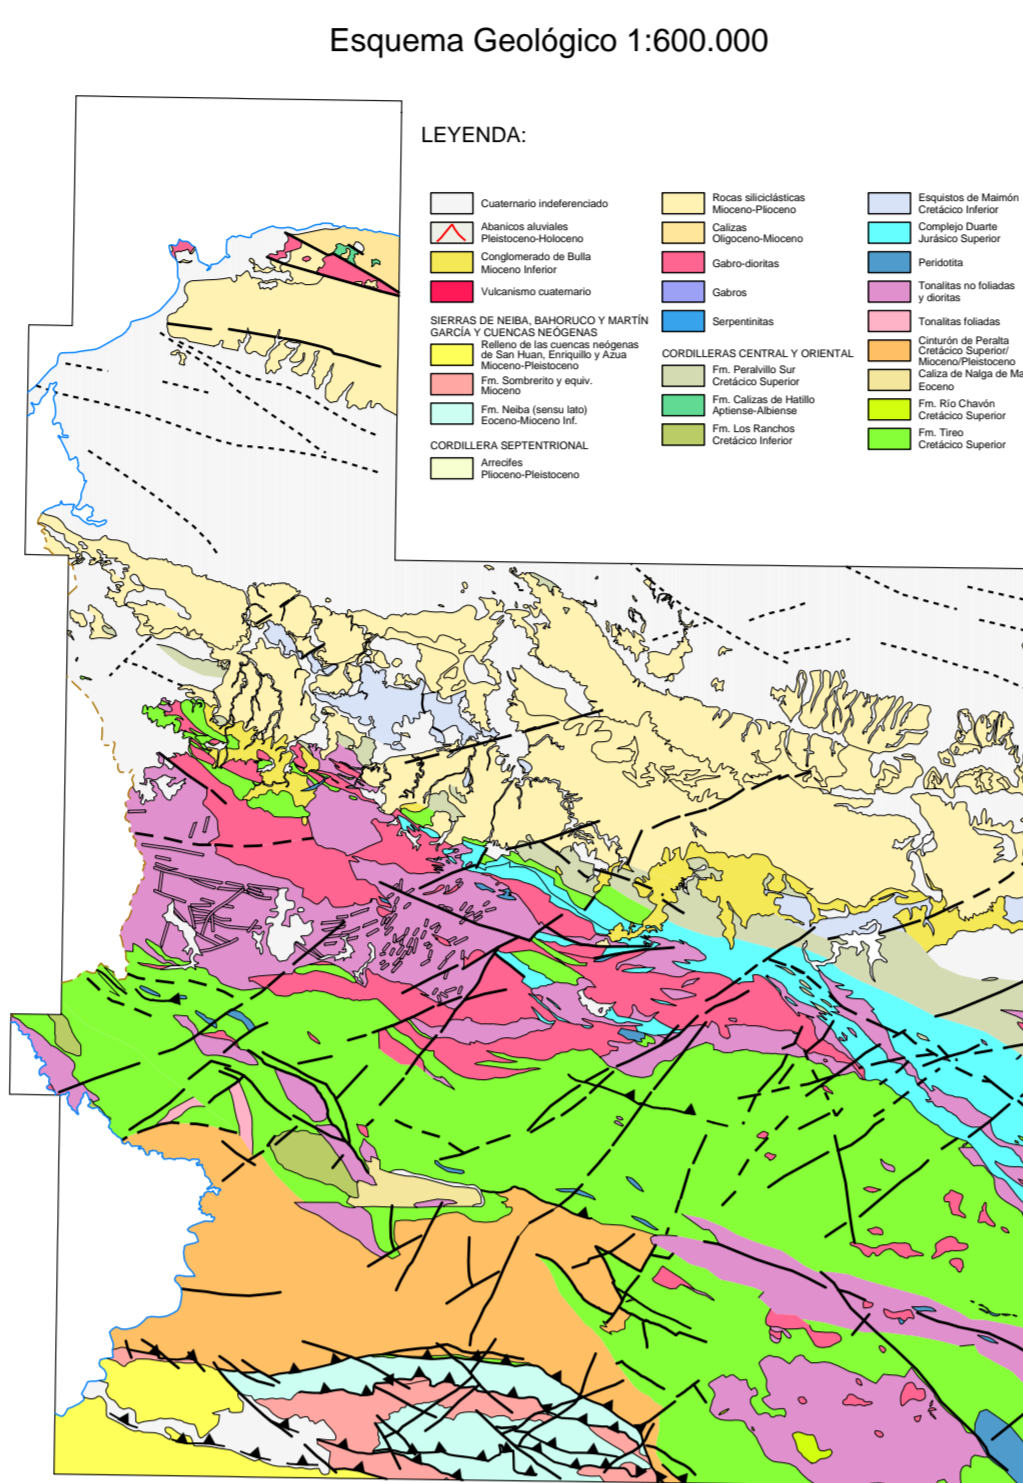 Esquema Geológico 1:600.000
LEYENDA:
Cuaternario indeferenciado
Abanicos aluviales
Pleistoceno-Holoceno
Conglomerado de Bulla
Mioceno Inferior
Vulcanismo cuaternario
SIERRAS DE NEIBA, BAHORUCO Y MARTÍN
GARCÍA Y CUENCAS NEÓGENAS
Relleno de las cuencas neógenas
de San Huan, Enriquillo y Azua
Mioceno-Pleistoceno
Fm. Sombrerito y equiv.
Mioceno
Fm. Neiba (sensu lato)
Eoceno-Mioceno Inf.
CORDILLERA SEPTENTRIONAL
Arrecifes
Plioceno-Pleistoceno
Rocas siliciclásticas
Mioceno-Plioceno
Calizas
Oligoceno-Mioceno
Gabro-dioritas
Gabros
Serpentinitas
CORDILLERAS CENTRAL Y ORIENTAL
Fm. Peralvillo Sur
Cretácico Superior
Fm. Calizas de Hatillo
Aptiense-Albiense
Fm. Los Ranchos
Cretácico Inferior
Esquistos de Maimón
Cretácico Inferior
Complejo Duarte
Jurásico Superior
Peridotita
Tonalitas no foliadas
y dioritas
Tonalitas foliadas
Cinturón de Peralta
Cretácico Superior/
Mioceno/Pleistoceno
Caliza de Nalga de Ma
Eoceno
Fm. Río Chavón
Cretácico Superior
Fm. Tireo
Cretácico Superior